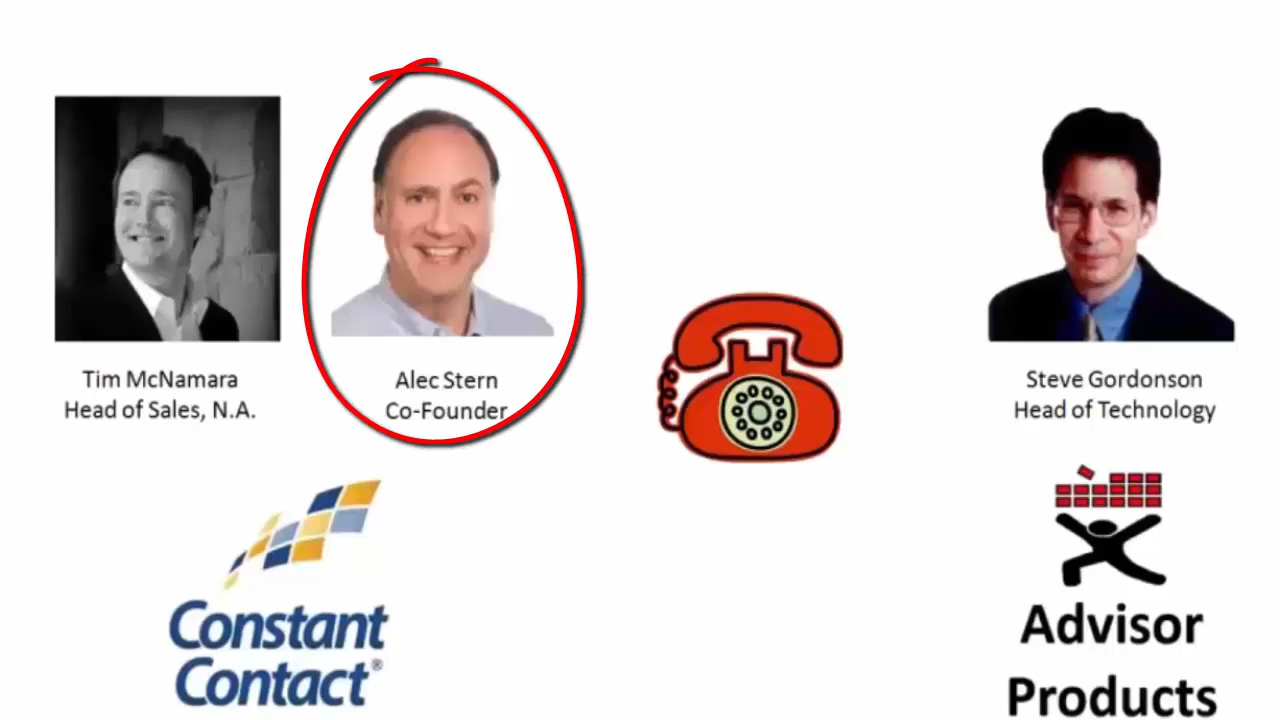 Tim McNamara
Head of Sales, N.A.
Alec Stern
Co-Founder
Steve Gordonson
Head of Technology
Constant
Contact®
Advisor
Products